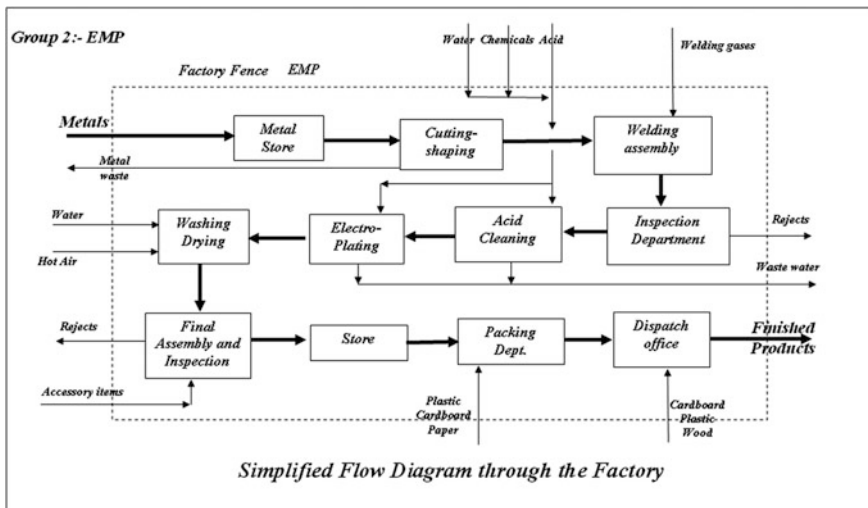 Group 2:- EMP
Water Chemicals Acid
Welding gases
Factory Fence EMP
Metals
Metal
Store
Cutting-
shaping
Welding
assembly
Metal
waste
Water
Hot Air
Washing
Drying
Electro-
Plating
Acid
Cleaning
Inspection
Department
Rejects
Waste water
Rejects
Final
Assembly and
Inspection
Store
Packing
Dept.
Dispatch
office
Finished
Products
Accessory items
Plastic
Cardboard
Paper
Cardboard
Plastic
Wood
Simplified Flow Diagram through the Factory